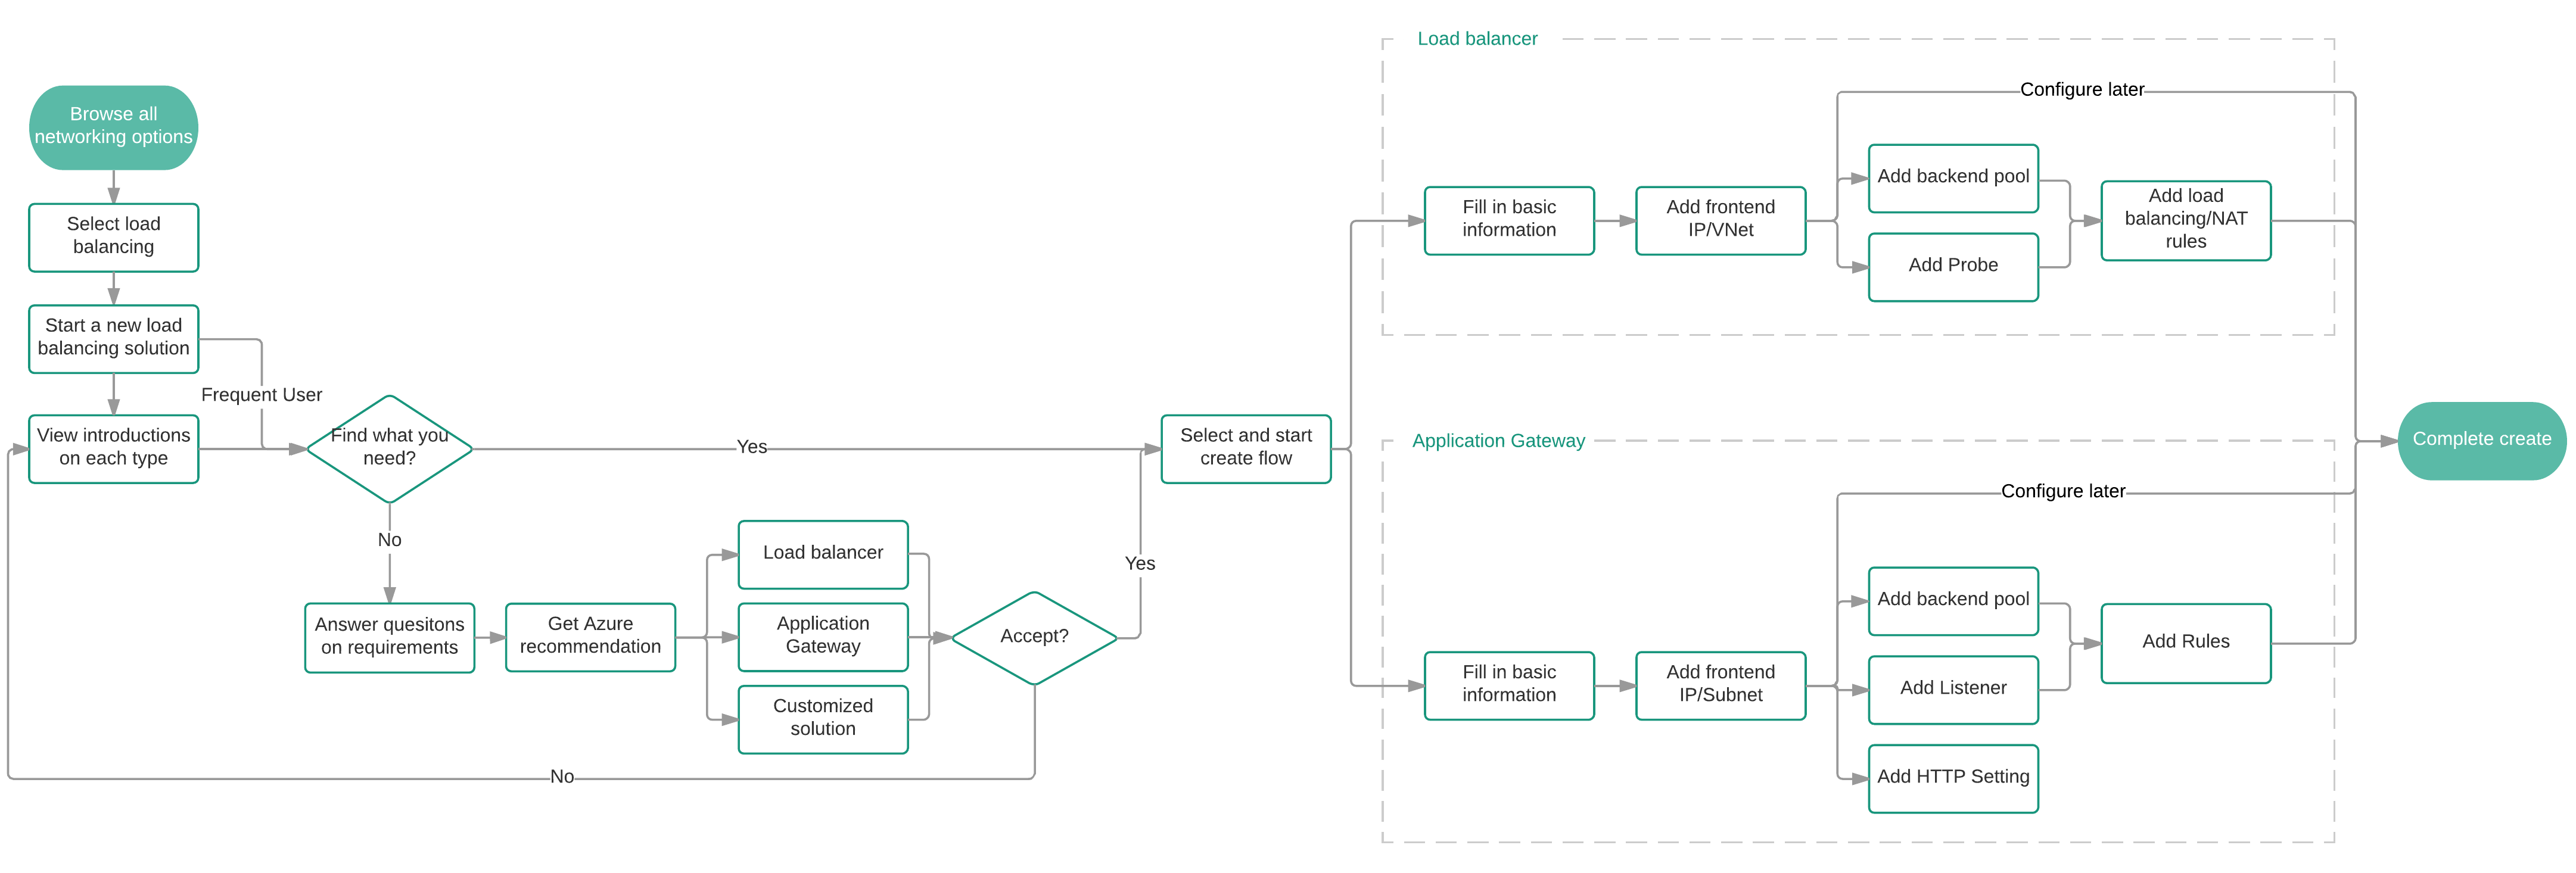 Browse all
networking options
Select load
balancing
Start a new load
balancing solution
Frequent User
View introductions
on each type
Find what you
need?
Yes
No
Answer quesitons
on requirements
Get Azure
recommendation
Load balancer
Application
Gateway
Customized
solution
Accept?
Yes
No
Select and start
create flow
Load balancer
Configure later
Fill in basic
information
Add frontend
IP/VNet
Add backend pool
Add Probe
Add load
balancing/NAT
rules
Application Gateway
Configure later
Fill in basic
information
Add frontend
IP/Subnet
Add backend pool
Add Listener
Add HTTP Setting
Add Rules
Complete create